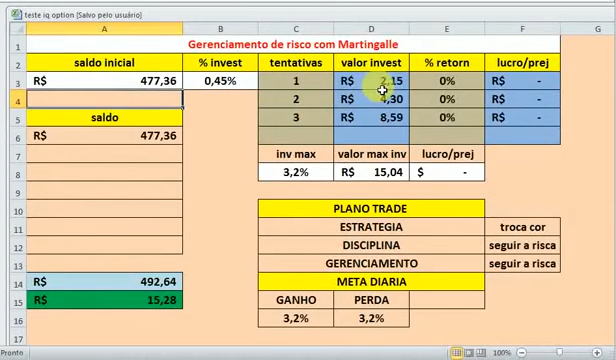 teste iq option [Salvo pelo usuário]
A B C D E F G
1 Gerenciamento de risco com Martingalle
2 saldo inicial % invest tentativas valor invest % retorn lucro/prej
3 R$ 477,36 0,45% 1 R$ 2,15 0% R$ -
4 2 R$ 4,30 0% R$ -
5 saldo 3 R$ 8,59 0% R$ -
6 R$ 477,36
7 inv max valor max inv lucro/prej
8 3,2% R$ 15,04 $ -
9
10 PLANO TRADE
11 ESTRATEGIA troca cor
12 DISCIPLINA seguir a risca
13 GERENCIAMENTO seguir a risca
14 R$ 492,64 META DIARIA
15 R$ 15,28 GANHO PERDA
16 3,2% 3,2%
17
Pronto 100%